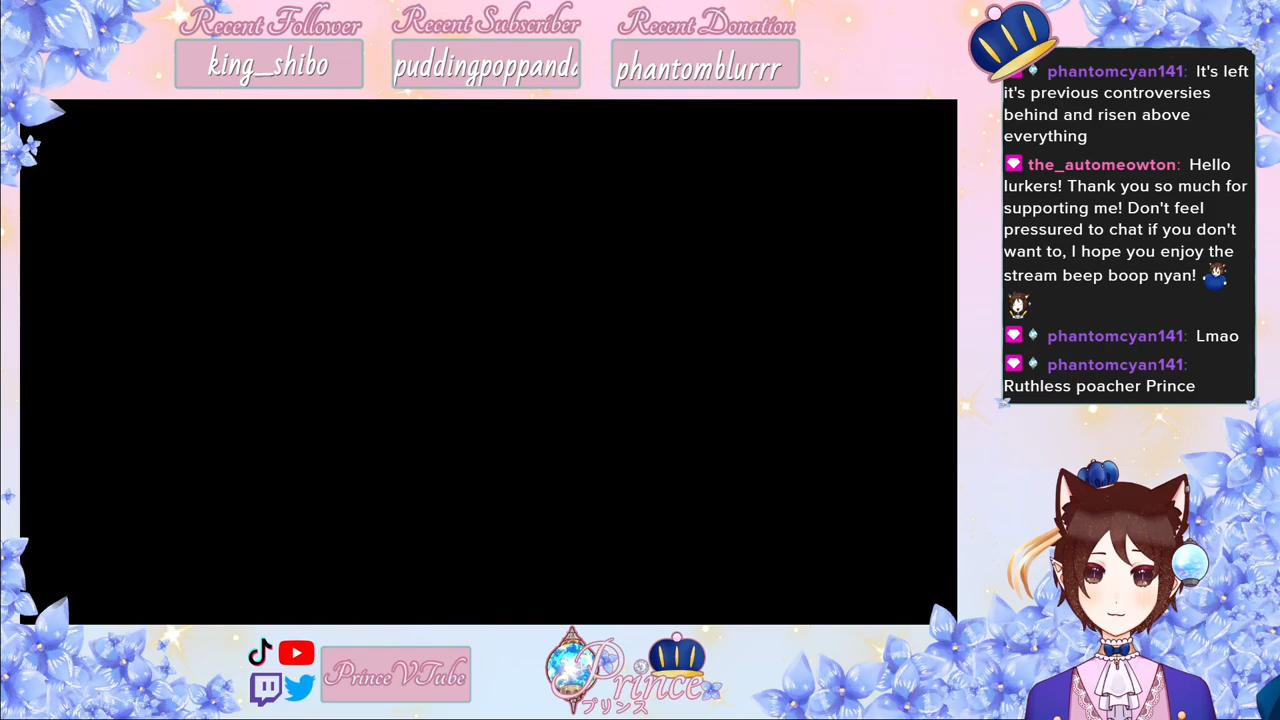 Recent Follower
Recent Subscriber
Recent Donation
king_shibo
puddingpoppanda
phantomblurrr
phantomcyan141: It's left
it's previous controversies
behind and risen above
everything
the_automeowton: Hello
lurkers! Thank you so much for
supporting me! Don't feel
pressured to chat if you don't
want to, I hope you enjoy the
stream beep boop nyan!
phantomcyan141: Lmao
phantomcyan141:
Ruthless poacher Prince
PrinceVTube
Prince
プリンス